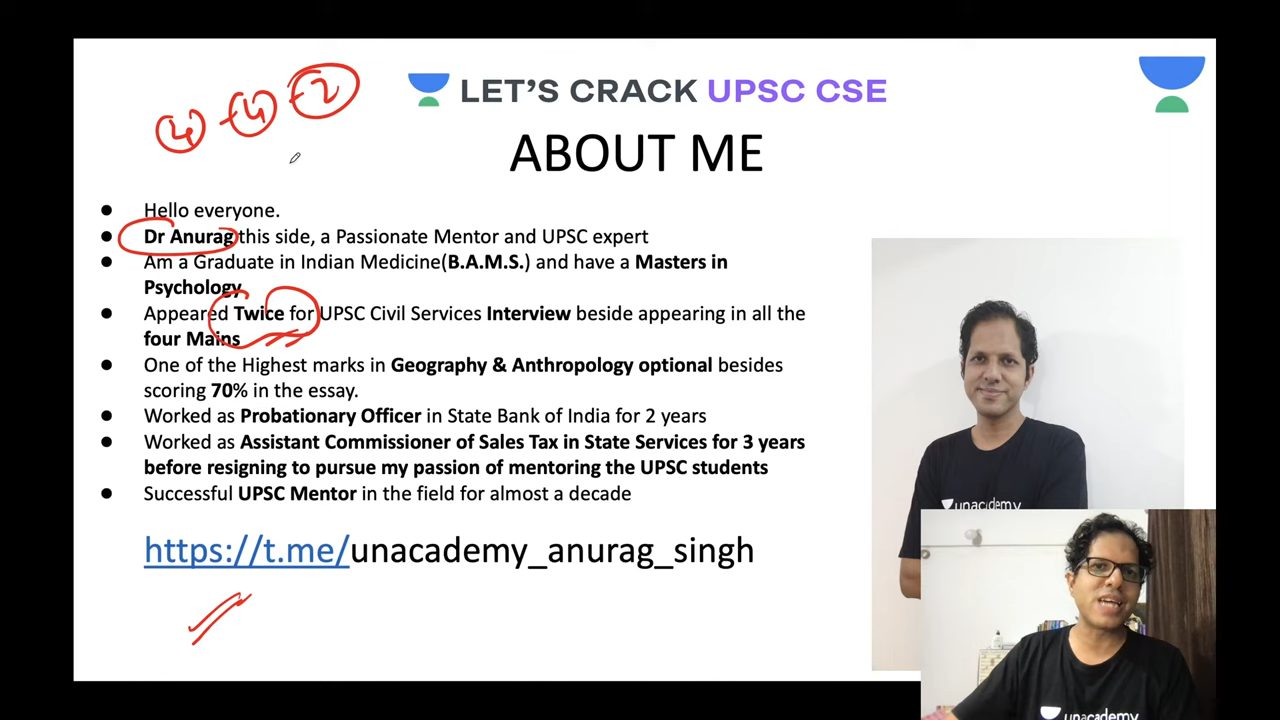 4 - 4 - 2
LET'S CRACK UPSC CSE
ABOUT ME
● Hello everyone.
● Dr Anurag this side, a Passionate Mentor and UPSC expert
● Am a Graduate in Indian Medicine(B.A.M.S.) and have a Masters in
Psychology
● Appeared Twice for UPSC Civil Services Interview beside appearing in all the
four Mains
● One of the Highest marks in Geography & Anthropology optional besides
scoring 70% in the essay.
● Worked as Probationary Officer in State Bank of India for 2 years
● Worked as Assistant Commissioner of Sales Tax in State Services for 3 years
before resigning to pursue my passion of mentoring the UPSC students
● Successful UPSC Mentor in the field for almost a decade
https://t.me/unacademy_anurag_singh
unacademy
unacademy